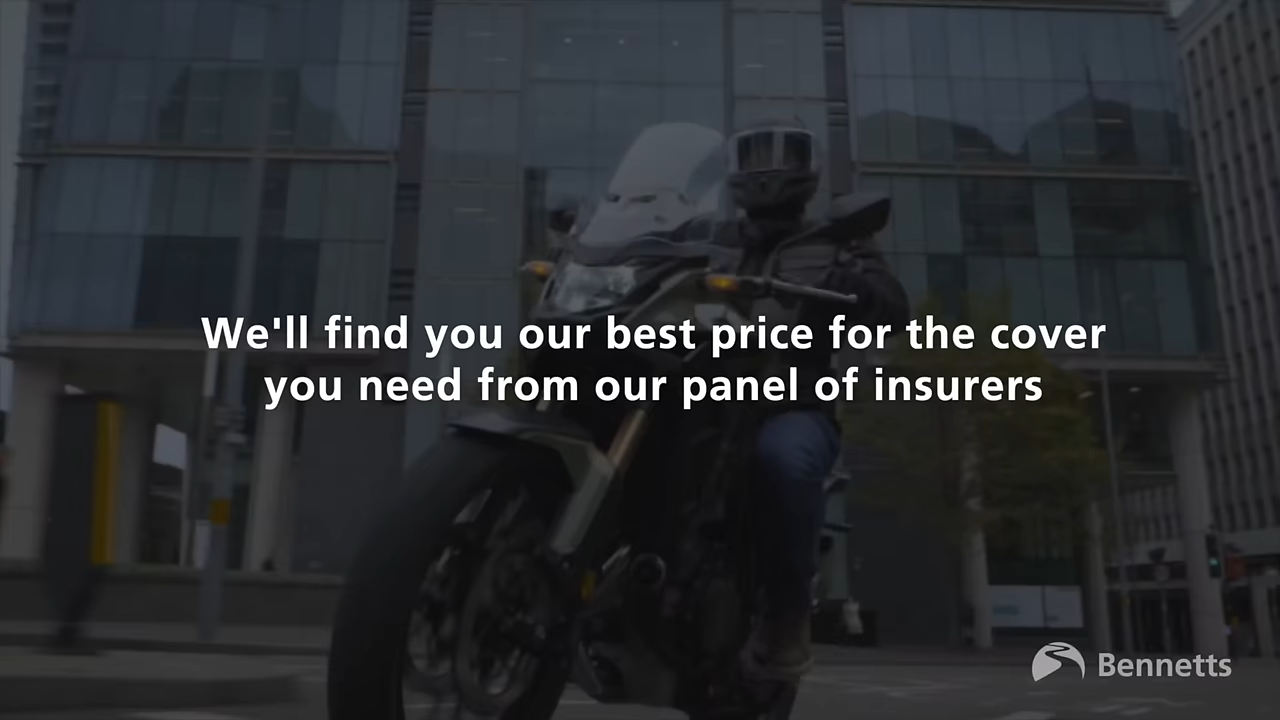 We'll find you our best price for the cover
you need from our panel of insurers
Bennetts